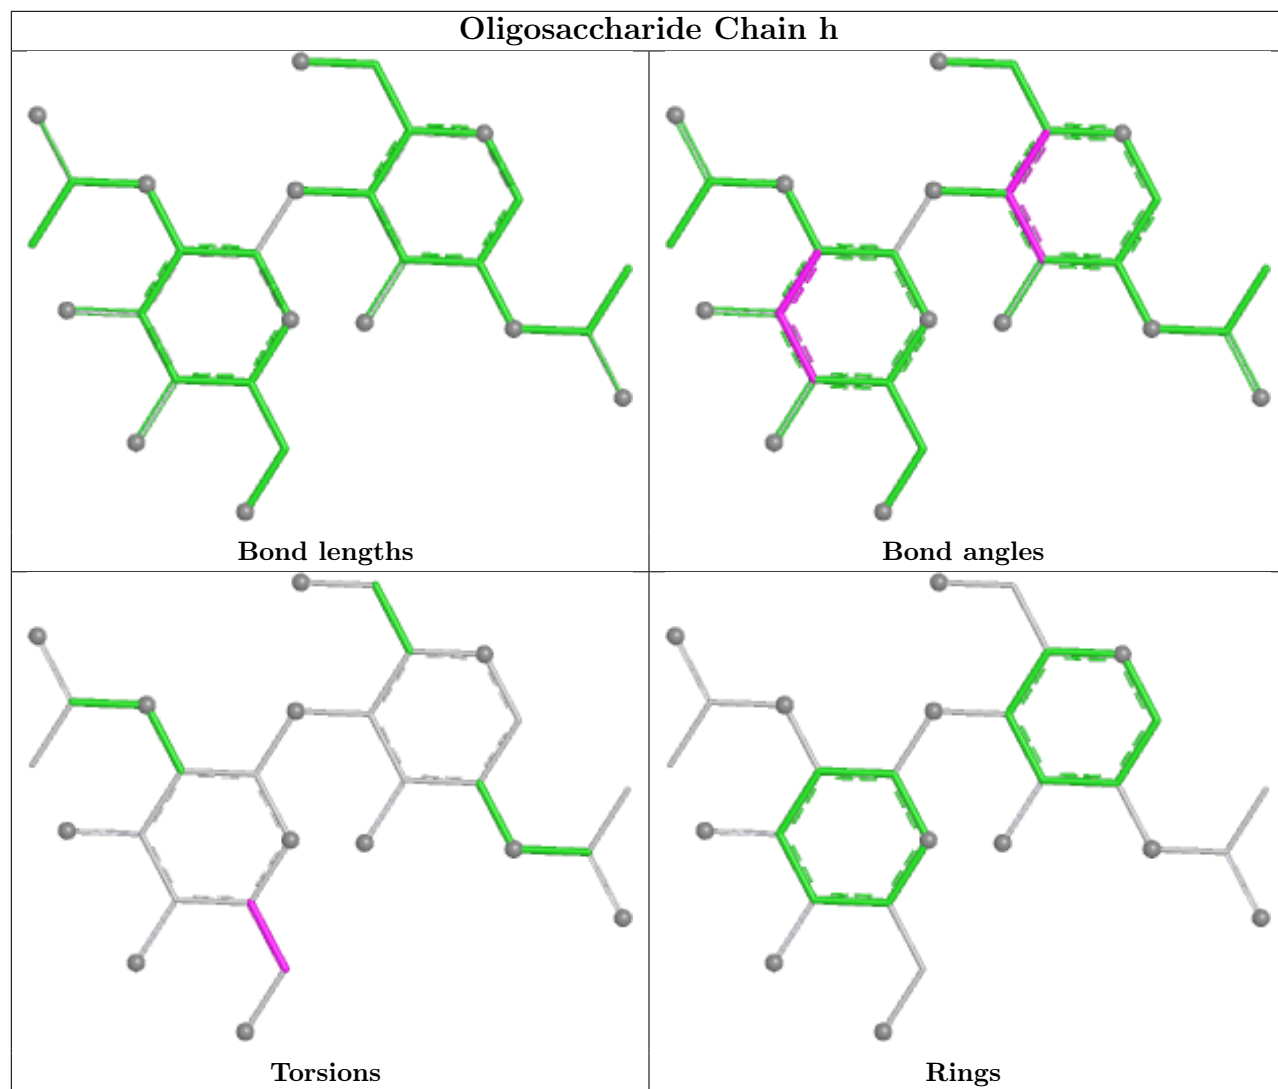 Oligosaccharide Chain h
Bond lengths
Bond angles
Torsions
Rings